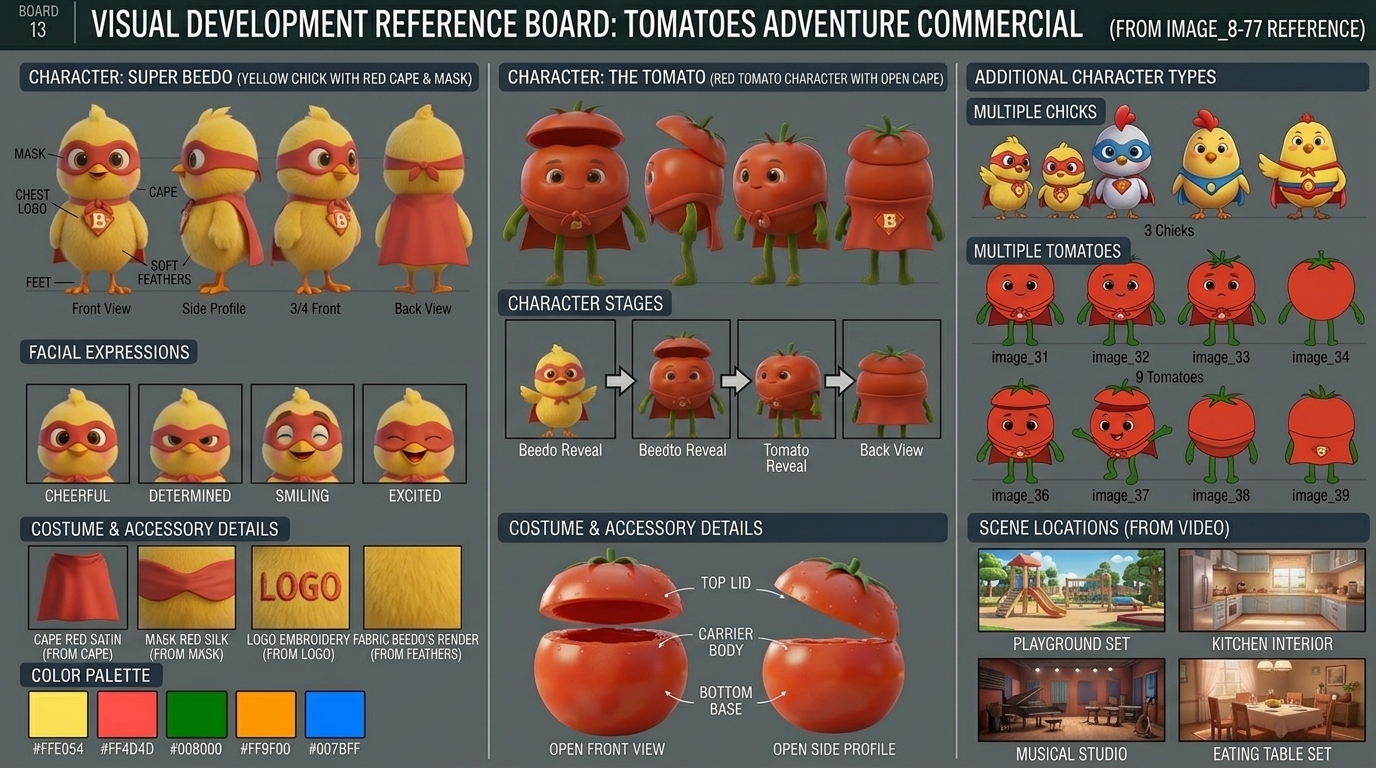 BOARD
13
VISUAL DEVELOPMENT REFERENCE BOARD: TOMATOES ADVENTURE COMMERCIAL (FROM IMAGE_8-77 REFERENCE)
CHARACTER: SUPER BEEDO (YELLOW CHICK WITH RED CAPE & MASK)
MASK
CHEST
LOGO
CAPE
B
B
SOFT
FEATHERS
FEET
Front View
Side Profile
3/4 Front
Back View
FACIAL EXPRESSIONS
CHEERFUL
DETERMINED
SMILING
EXCITED
COSTUME & ACCESSORY DETAILS
LOGO
CAPE RED SATIN
(FROM CAPE)
MASK RED SILK
(FROM MASK)
LOGO EMBROIDERY
(FROM LOGO)
FABRIC BEEDO'S RENDER
(FROM FEATHERS)
COLOR PALETTE
#FFE054
#FF4D4D
#008000
#FF9F00
#007BFF
CHARACTER: THE TOMATO (RED TOMATO CHARACTER WITH OPEN CAPE)
B
CHARACTER STAGES
Beedo Reveal
Beedto Reveal
Tomato
Reveal
Back View
COSTUME & ACCESSORY DETAILS
TOP LID
CARRIER
BODY
BOTTOM
BASE
OPEN FRONT VIEW
OPEN SIDE PROFILE
ADDITIONAL CHARACTER TYPES
MULTIPLE CHICKS
3 Chicks
MULTIPLE TOMATOES
image_31
image_32
image_33
image_34
9 Tomatoes
image_36
image_37
image_38
image_39
SCENE LOCATIONS (FROM VIDEO)
PLAYGROUND SET
KITCHEN INTERIOR
MUSICAL STUDIO
EATING TABLE SET